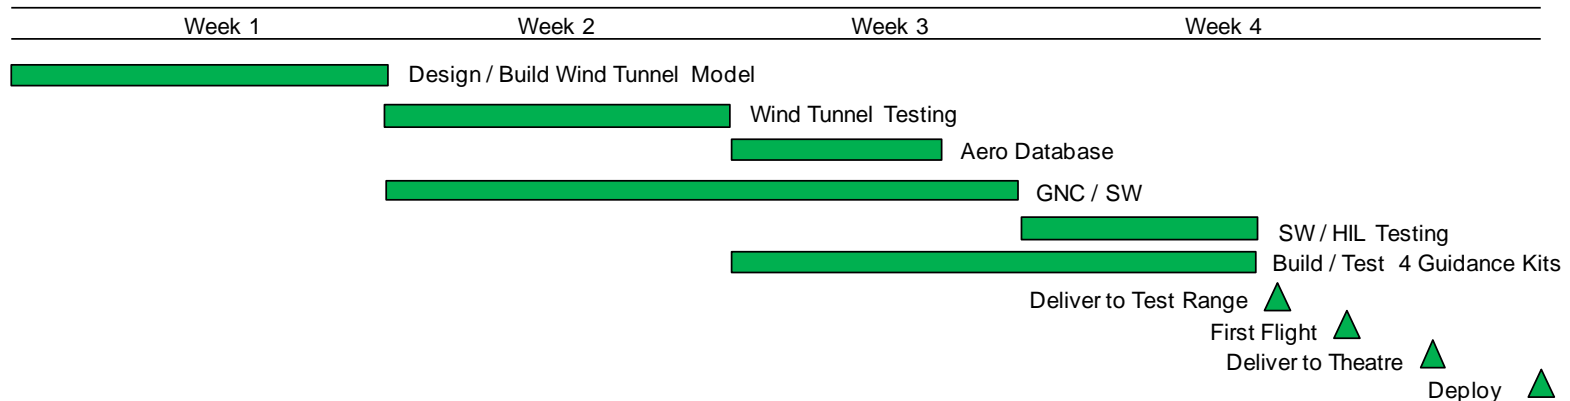 Week 1 Week 2 Week 3 Week 4
Design / Build Wind Tunnel Model
Wind Tunnel Testing
Aero Database
GNC / SW
SW / HIL Testing
Build / Test 4 Guidance Kits
Deliver to Test Range
First Flight
Deliver to Theatre
Deploy